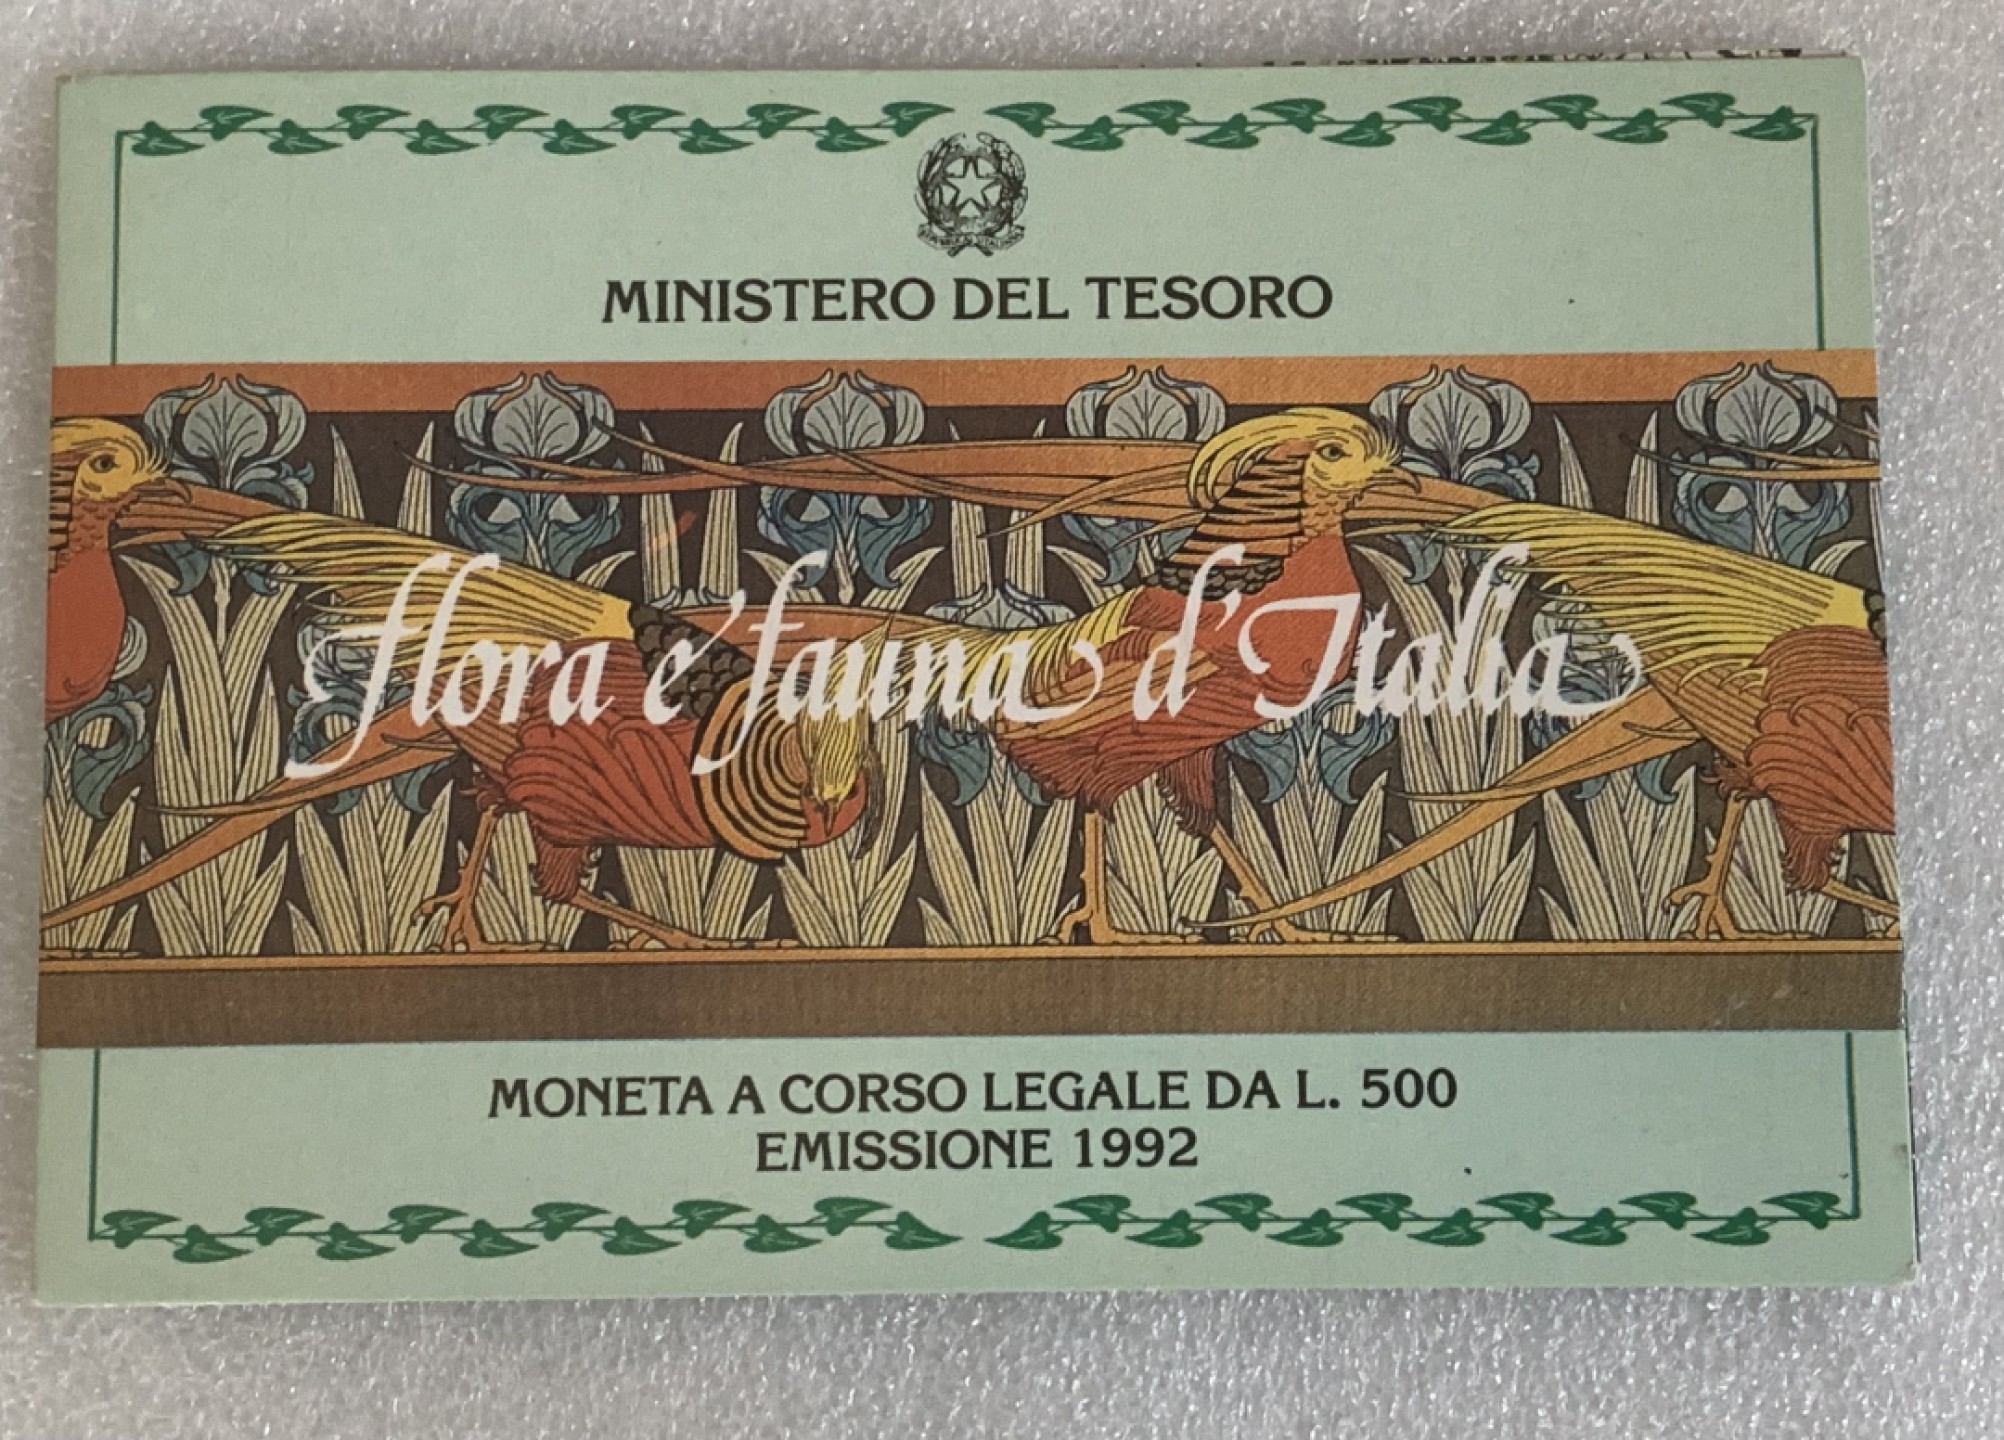 MINISTERO DEL TESORO
flora e fauna d'Italia
MONETA A CORSO LEGALE DA L. 500
EMISSIONE 1992